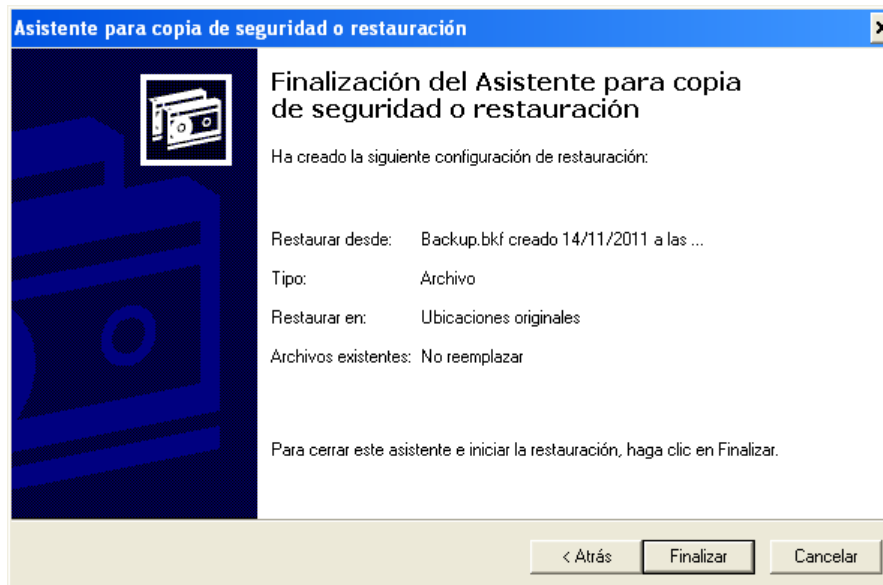 Asistente para copia de seguridad o restauración
Finalización del Asistente para copia
de seguridad o restauración
Ha creado la siguiente configuración de restauración:
Restaurar desde: Backup.bkf creado 14/11/2011 a las ...
Tipo: Archivo
Restaurar en: Ubicaciones originales
Archivos existentes: No reemplazar
Para cerrar este asistente e iniciar la restauración, haga clic en Finalizar.
< Atrás Finalizar Cancelar